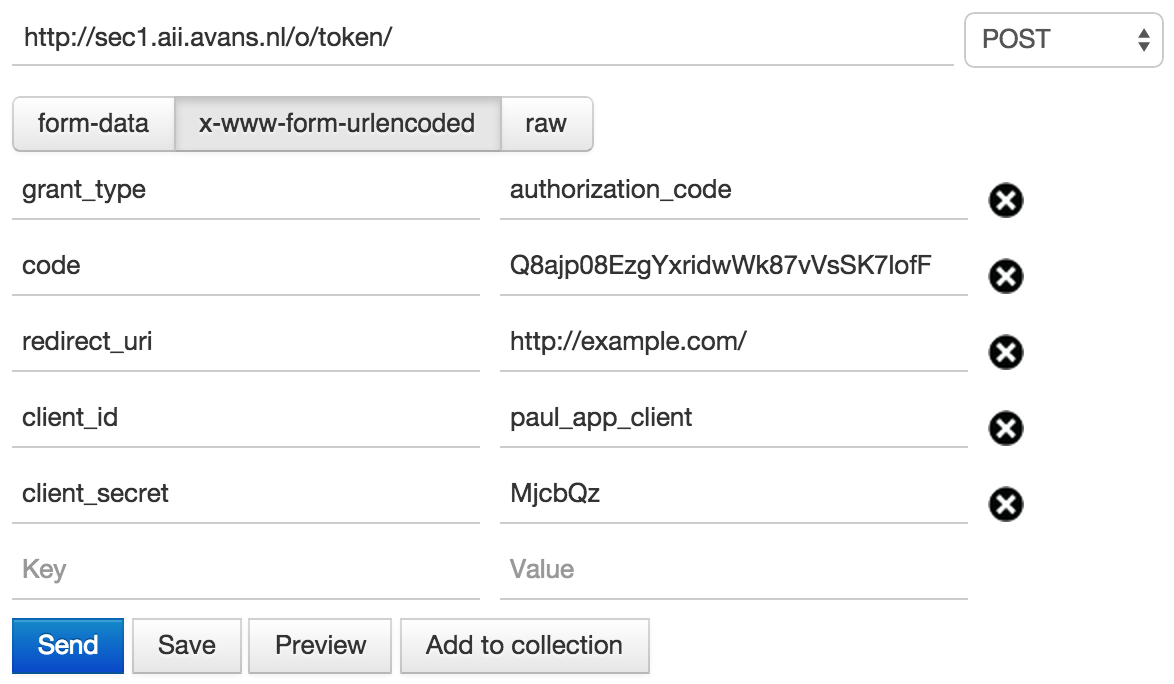 http://sec1.aii.avans.nl/o/token/ POST
form-data x-www-form-urlencoded raw
grant_type authorization_code
code Q8ajp08EzgYxridwWk87vVsSK7lofF
redirect_uri http://example.com/
client_id paul_app_client
client_secret MjcbQz
Key Value
Send Save Preview Add to collection